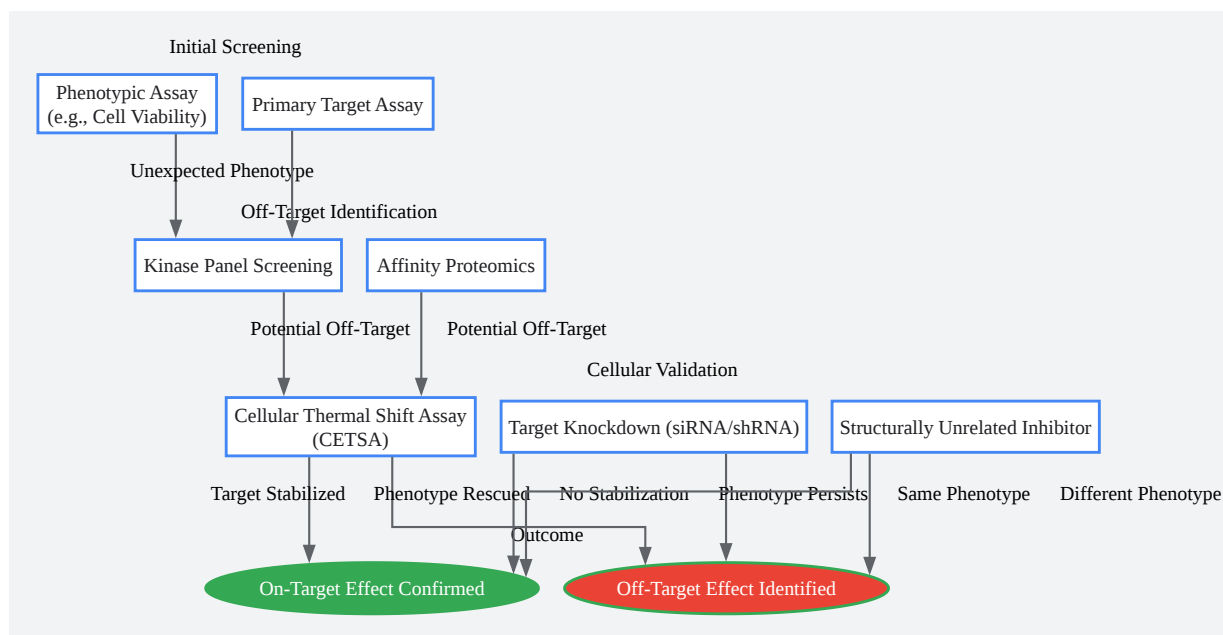 Initial Screening
Phenotypic Assay
(e.g., Cell Viability)
Primary Target Assay
Unexpected Phenotype
Off-Target Identification
Kinase Panel Screening
Affinity Proteomics
Potential Off-Target
Potential Off-Target
Cellular Validation
Cellular Thermal Shift Assay
(CETSA)
Target Knockdown (siRNA/shRNA)
Structurally Unrelated Inhibitor
Target Stabilized
Phenotype Rescued
No Stabilization
Phenotype Persists
Same Phenotype
Different Phenotype
Outcome
On-Target Effect Confirmed
Off-Target Effect Identified